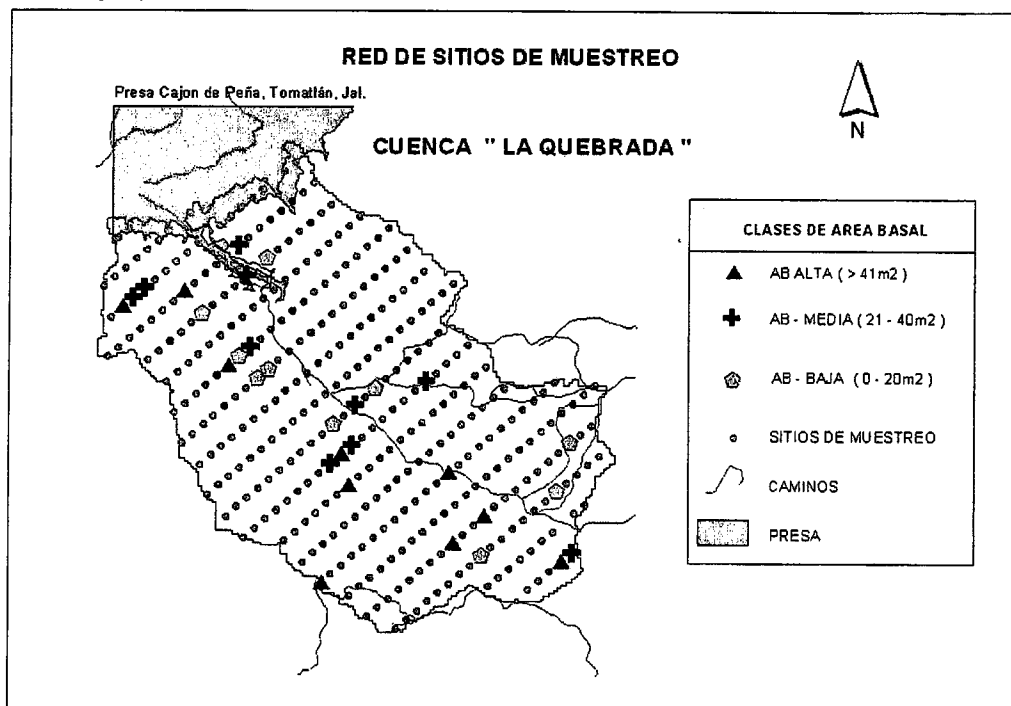 RED DE SITIOS DE MUESTREO
Presa Cajon de Peña, Tomatlán, Jal.
N
CUENCA " LA QUEBRADA "
CLASES DE AREA BASAL
AB ALTA ( > 41m2 )
AB - MEDIA ( 21 - 40m2 )
AB - BAJA ( 0 - 20m2 )
SITIOS DE MUESTREO
CAMINOS
PRESA